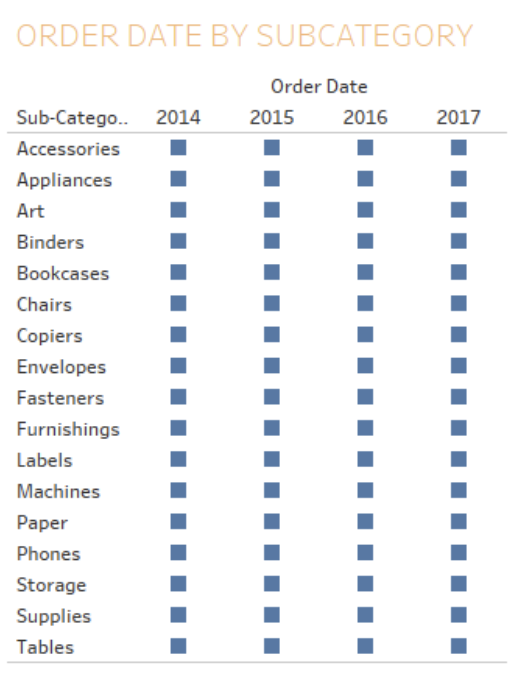 ORDER DATE BY SUBCATEGORY
Order Date
Sub-Catego.. 2014 2015 2016 2017
Accessories
Appliances
Art
Binders
Bookcases
Chairs
Copiers
Envelopes
Fasteners
Furnishings
Labels
Machines
Paper
Phones
Storage
Supplies
Tables